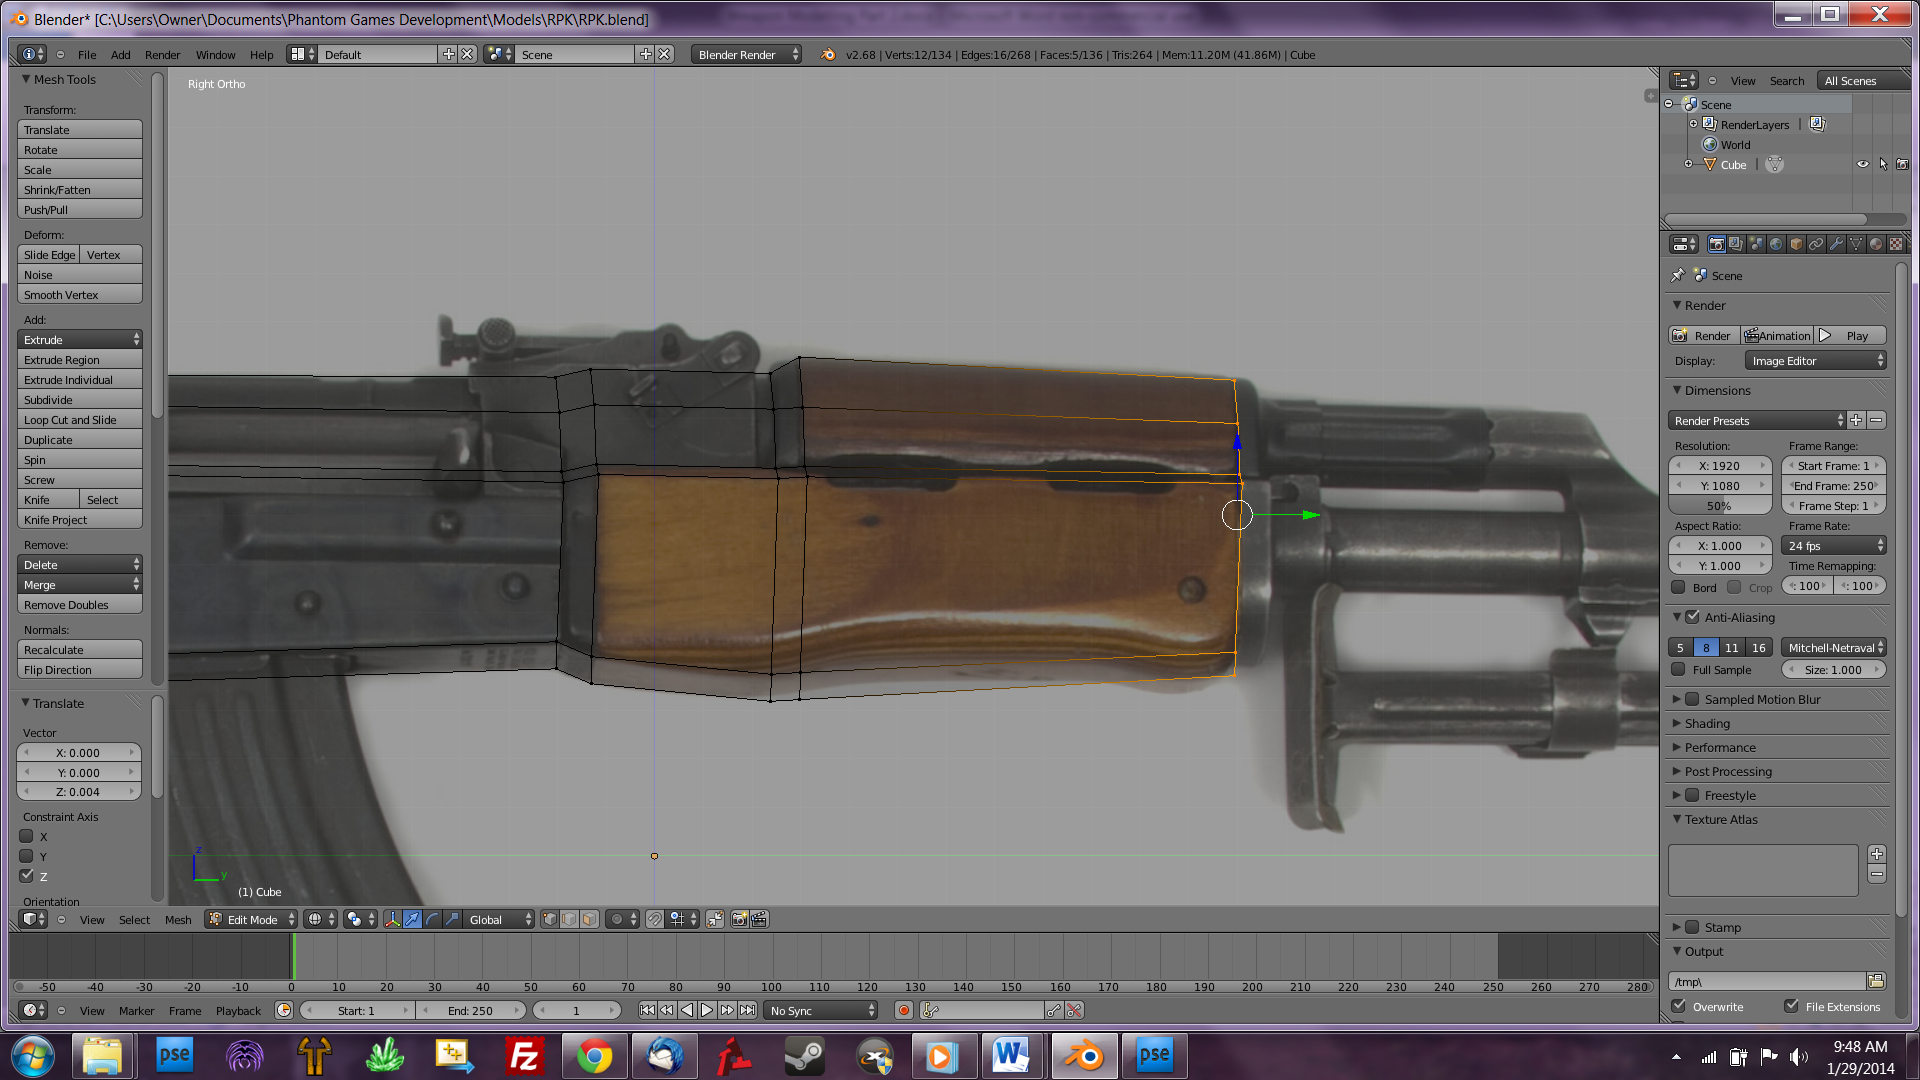 Blender* [C:\Users\Owner\Documents\Phantom Games Development\Models\RPK\RPK.blend]
File Add Render Window Help Default Scene Blender Render v2.68 | Verts:12/134 | Edges:16/268 | Faces:5/136 | Tris:264 | Mem:11.20M (41.86M) | Cube
Mesh Tools
Transform:
Translate
Rotate
Scale
Shrink/Fatten
Push/Pull
Deform:
Slide Edge Vertex
Noise
Smooth Vertex
Add:
Extrude
Extrude Region
Extrude Individual
Subdivide
Loop Cut and Slide
Duplicate
Spin
Screw
Knife Select
Knife Project
Remove:
Delete
Merge
Remove Doubles
Normals:
Recalculate
Flip Direction
Translate
Vector
X: 0.000
Y: 0.000
Z: 0.004
Constraint Axis
X
Y
Z
Orientation
Right Ortho
z
y
(1) Cube
View Select Mesh Edit Mode Global
-50 -40 -30 -20 -10 0 10 20 30 40 50 60 70 80 90 100 110 120 130 140 150 160 170 180 190 200 210 220 230 240 250 260 270 280
View Marker Frame Playback Start: 1 End: 250 1 No Sync
View Search All Scenes
Scene
RenderLayers
World
Cube
Scene
Render
Render Animation Play
Display: Image Editor
Dimensions
Render Presets
Resolution: Frame Range:
X: 1920 Start Frame: 1
Y: 1080 End Frame: 250
50% Frame Step: 1
Aspect Ratio: Frame Rate:
X: 1.000 24 fps
Y: 1.000 Time Remapping:
Bord Crop : 100 : 100
Anti-Aliasing
5 8 11 16 Mitchell-Netraval
Full Sample Size: 1.000
Sampled Motion Blur
Shading
Performance
Post Processing
Freestyle
Texture Atlas
Stamp
Output
/tmp\
Overwrite File Extensions
pse Fz W pse
9:48 AM
1/29/2014